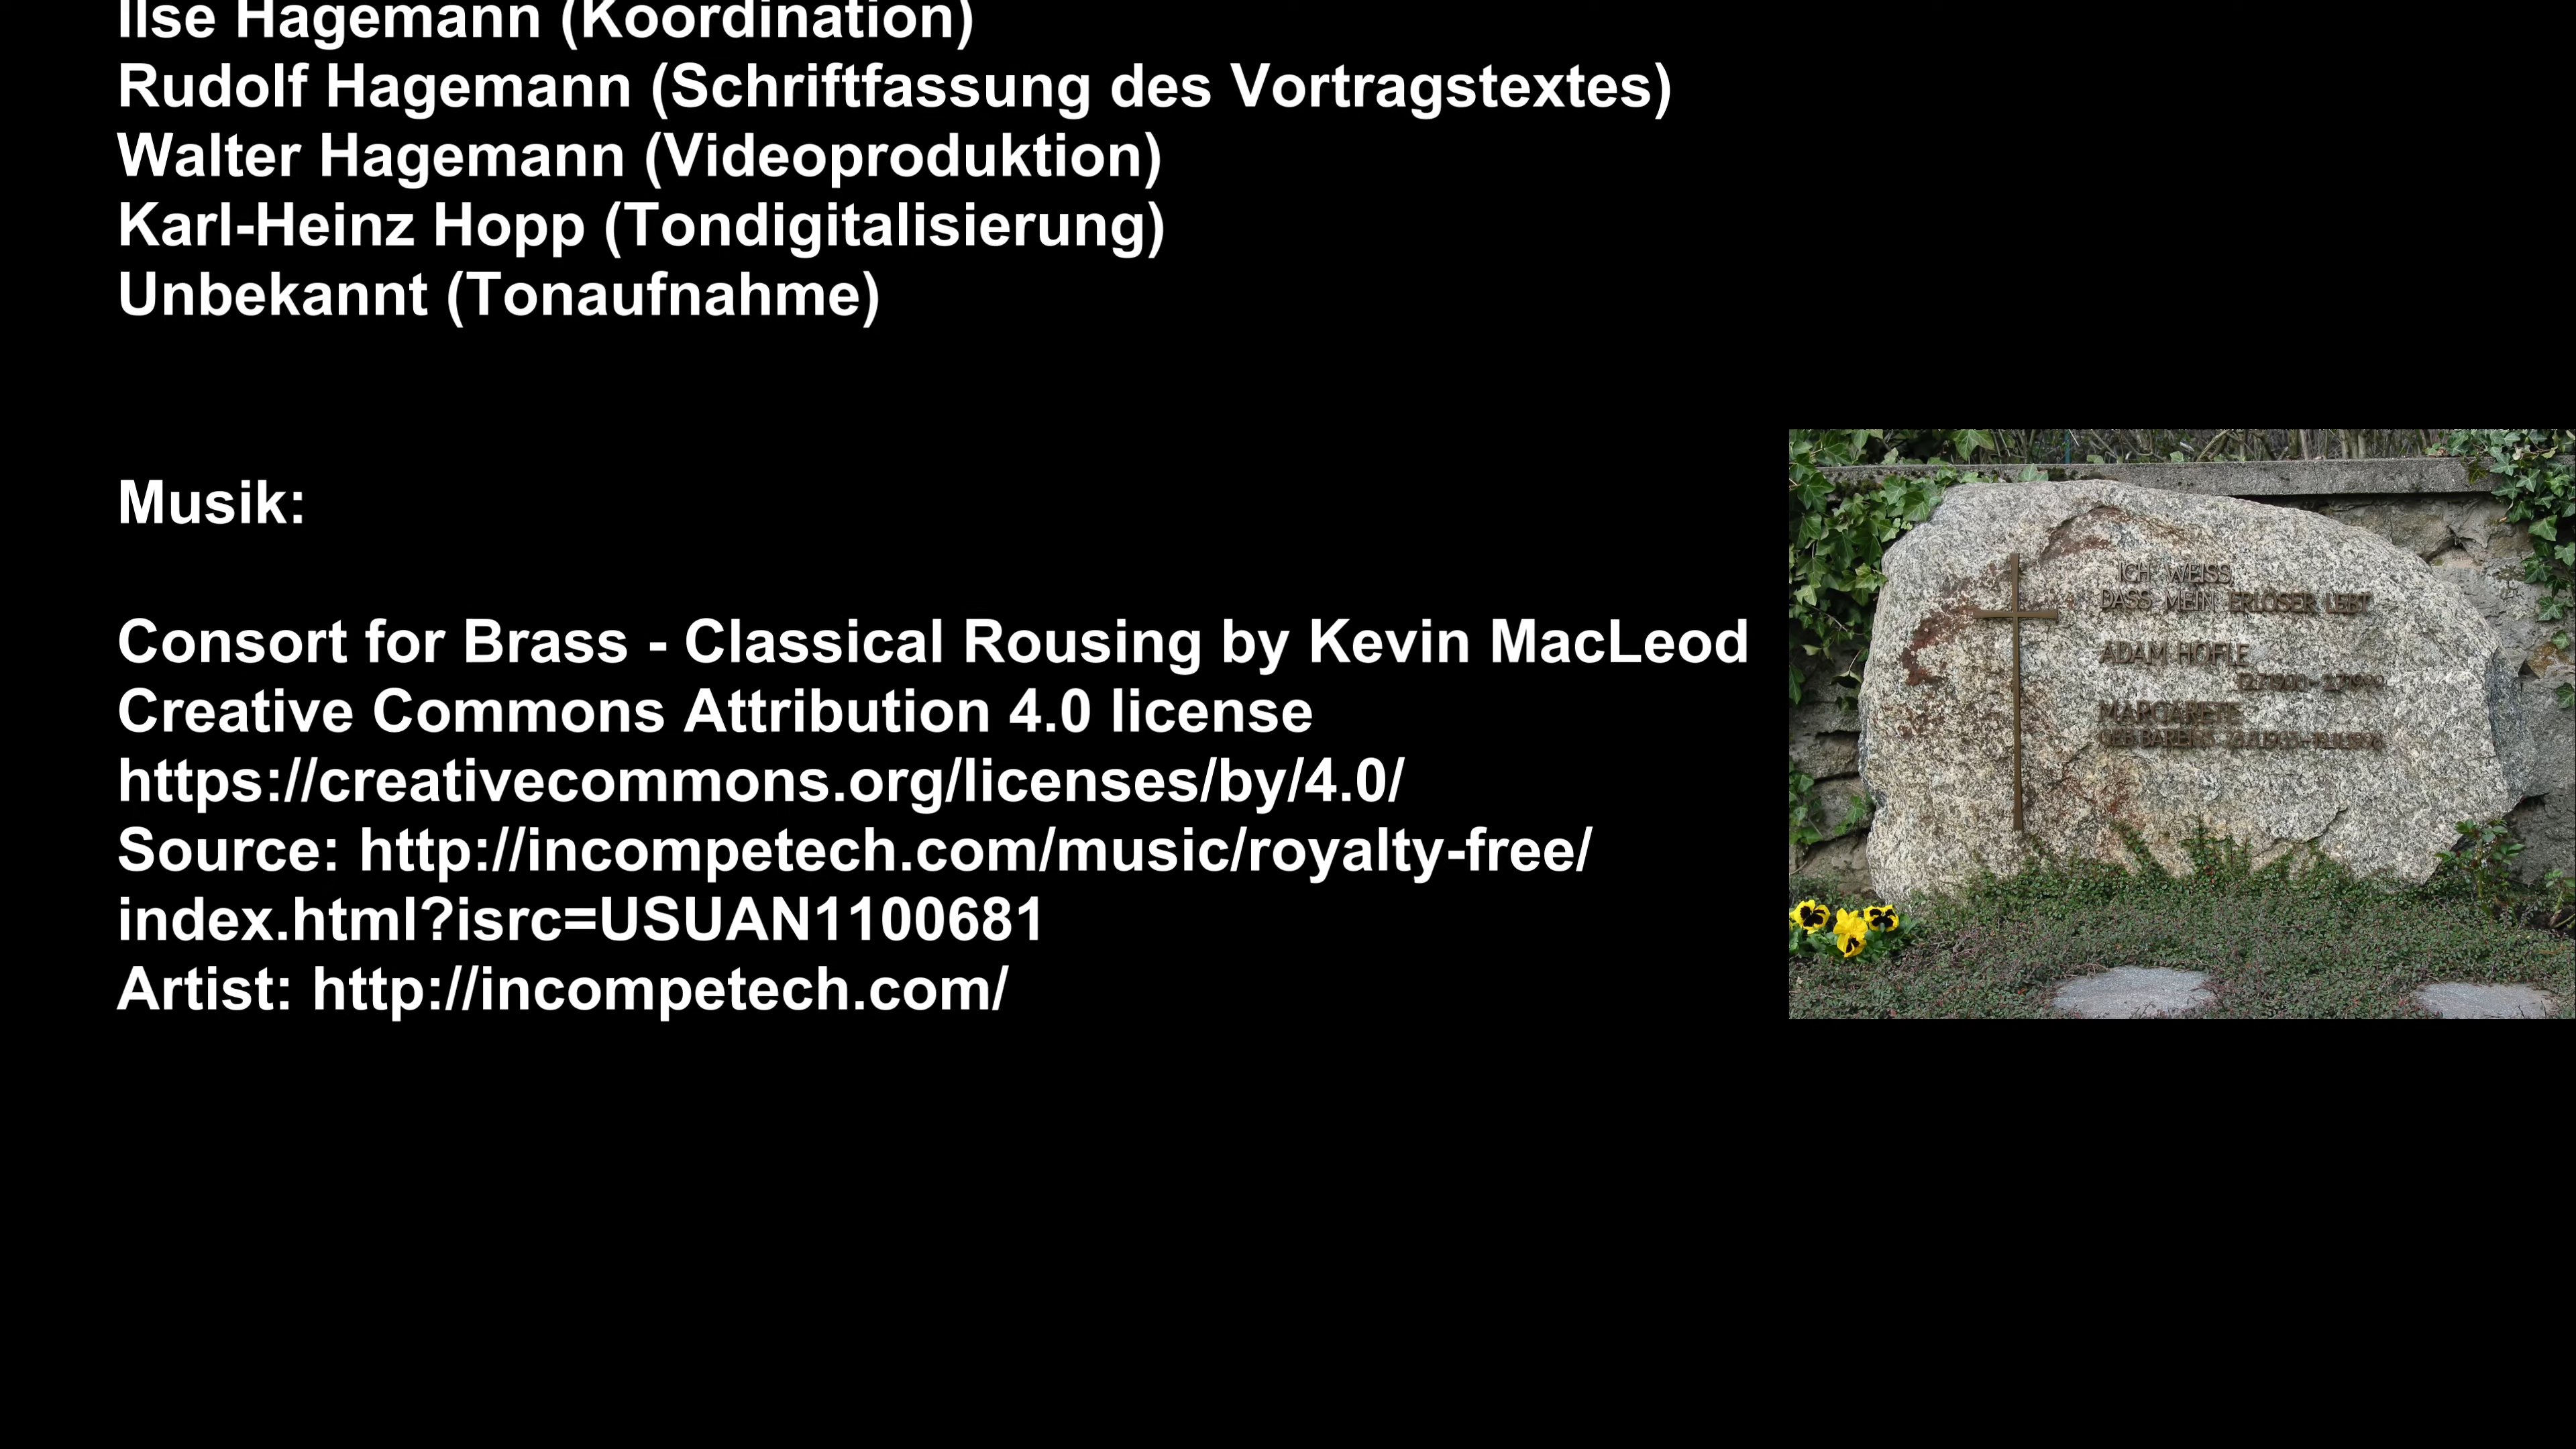 Ilse Hagemann (Koordination)
Rudolf Hagemann (Schriftfassung des Vortragstextes)
Walter Hagemann (Videoproduktion)
Karl-Heinz Hopp (Tondigitalisierung)
Unbekannt (Tonaufnahme)
Musik:
Consort for Brass - Classical Rousing by Kevin MacLeod
Creative Commons Attribution 4.0 license
https://creativecommons.org/licenses/by/4.0/
Source: http://incompetech.com/music/royalty-free/
index.html?isrc=USUAN1100681
Artist: http://incompetech.com/
ICH WEISS,
DASS MEIN ERLÖSER LEBT
ADAM HÖFLE
MARGARETE